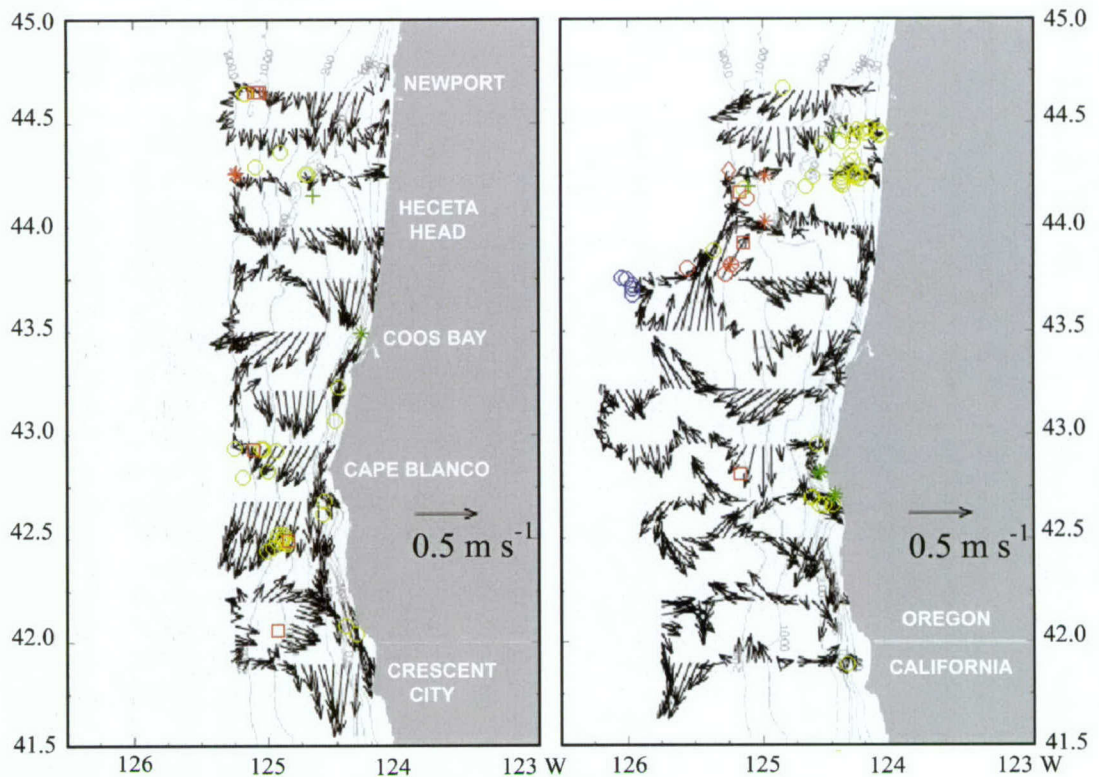 45.0
44.5
44.0
43.5
43.0
42.5
42.0
41.5
NEWPORT
HECETA
HEAD
COOS BAY
CAPE BLANCO
0.5 m s⁻¹
CRESCENT
CITY
126
125
124
123 W
45.0
44.5
44.0
43.5
43.0
42.5
42.0
41.5
0.5 m s⁻¹
OREGON
CALIFORNIA
1000
126
125
124
123 W